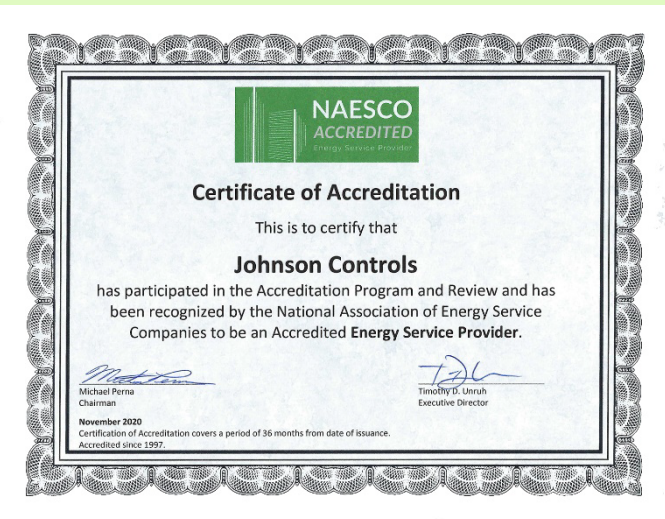 NAESCO
ACCREDITED
Energy Service Provider
Certificate of Accreditation
This is to certify that
Johnson Controls
has participated in the Accreditation Program and Review and has
been recognized by the National Association of Energy Service
Companies to be an Accredited Energy Service Provider.
Michael Perna
Chairman
Timothy D. Unruh
Executive Director
November 2020
Certification of Accreditation covers a period of 36 months from date of issuance.
Accredited since 1997.